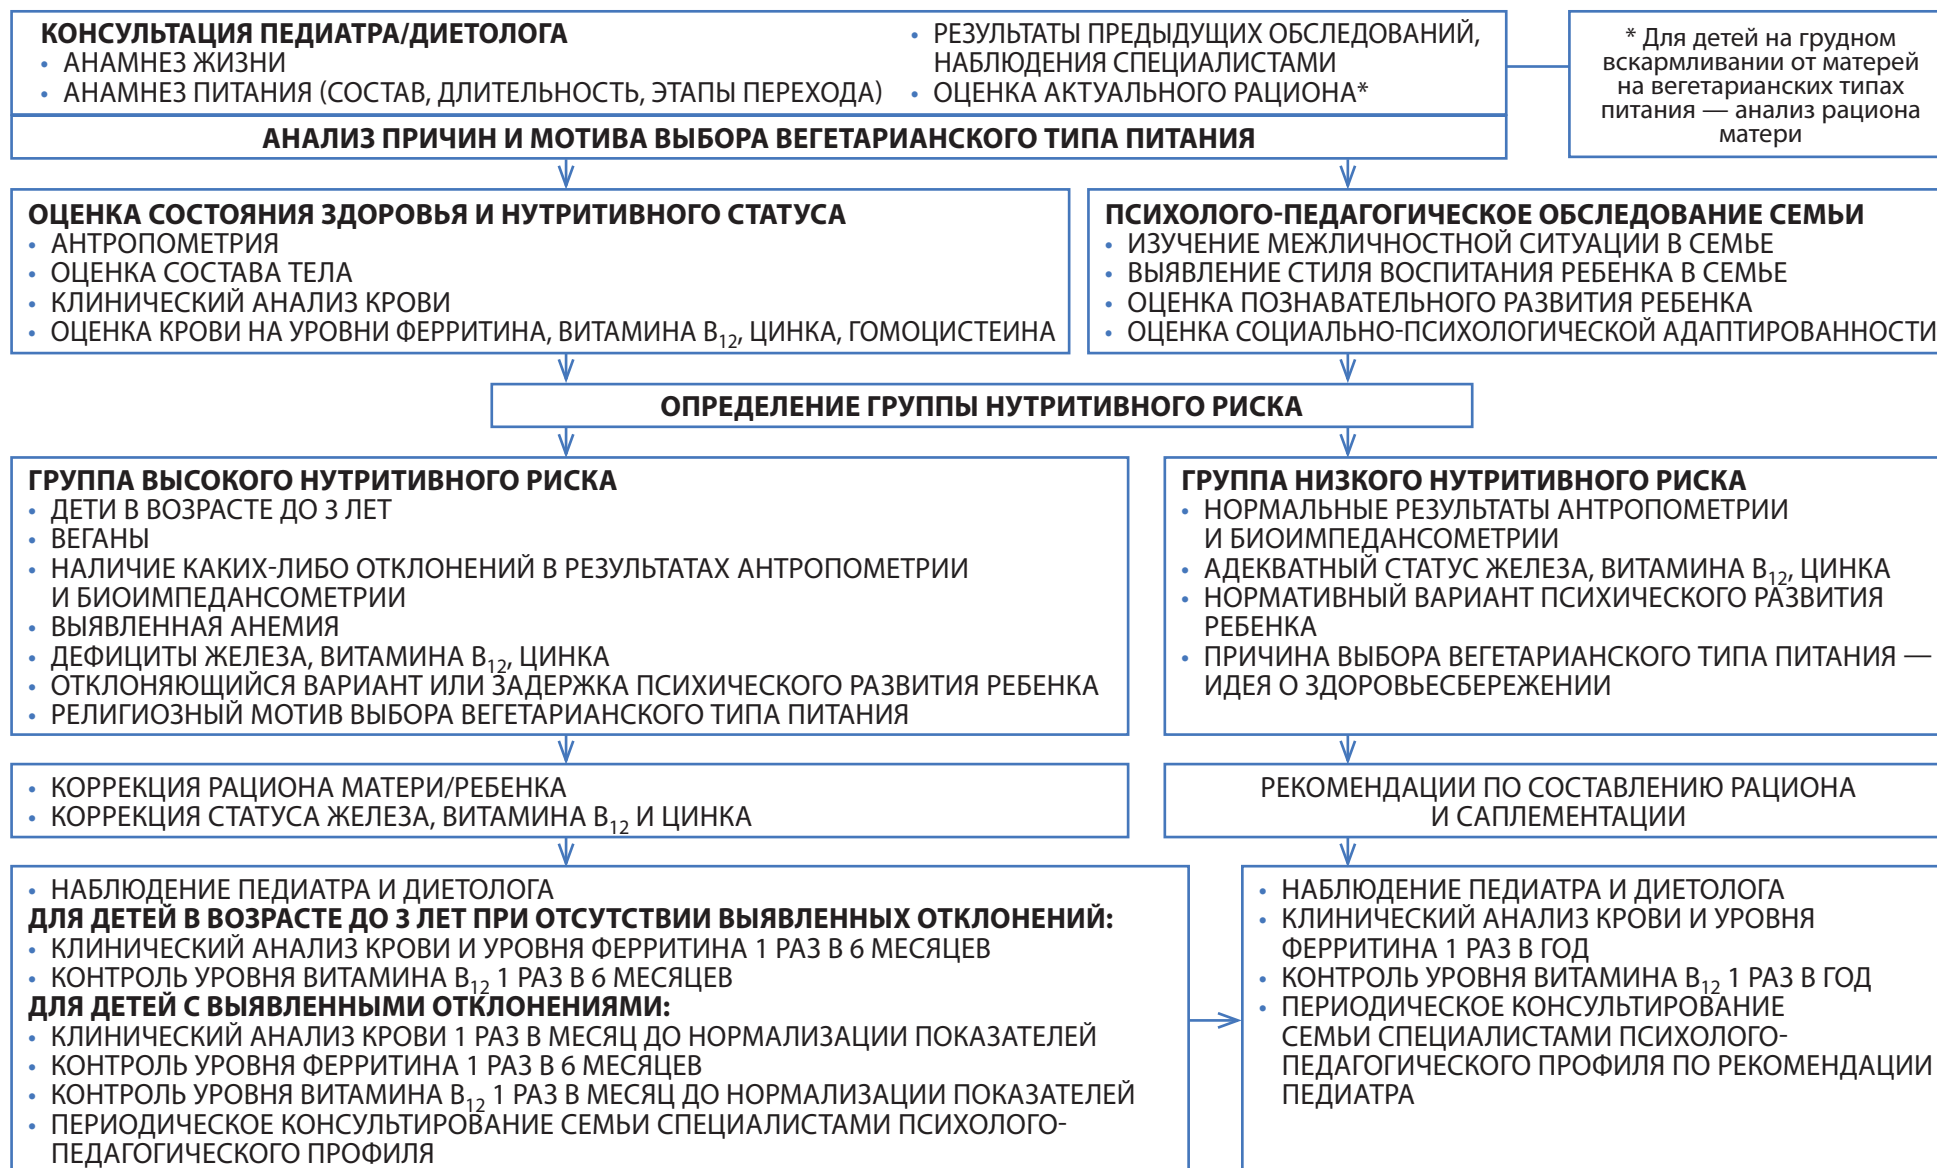 КОНСУЛЬТАЦИЯ ПЕДИАТРА/ДИЕТОЛОГА
• АНАМНЕЗ ЖИЗНИ
• АНАМНЕЗ ПИТАНИЯ (СОСТАВ, ДЛИТЕЛЬНОСТЬ, ЭТАПЫ ПЕРЕХОДА)
• РЕЗУЛЬТАТЫ ПРЕДЫДУЩИХ ОБСЛЕДОВАНИЙ,
НАБЛЮДЕНИЯ СПЕЦИАЛИСТАМИ
• ОЦЕНКА АКТУАЛЬНОГО РАЦИОНА*
* Для детей на грудном
вскармливании от матерей
на вегетарианских типах
питания — анализ рациона
матери
АНАЛИЗ ПРИЧИН И МОТИВА ВЫБОРА ВЕГЕТАРИАНСКОГО ТИПА ПИТАНИЯ
ОЦЕНКА СОСТОЯНИЯ ЗДОРОВЬЯ И НУТРИТИВНОГО СТАТУСА
• АНТРОПОМЕТРИЯ
• ОЦЕНКА СОСТАВА ТЕЛА
• КЛИНИЧЕСКИЙ АНАЛИЗ КРОВИ
• ОЦЕНКА КРОВИ НА УРОВНИ ФЕРРИТИНА, ВИТАМИНА B12, ЦИНКА, ГОМОЦИСТЕИНА
ПСИХОЛОГО-ПЕДАГОГИЧЕСКОЕ ОБСЛЕДОВАНИЕ СЕМЬИ
• ИЗУЧЕНИЕ МЕЖЛИЧНОСТНОЙ СИТУАЦИИ В СЕМЬЕ
• ВЫЯВЛЕНИЕ СТИЛЯ ВОСПИТАНИЯ РЕБЕНКА В СЕМЬЕ
• ОЦЕНКА ПОЗНАВАТЕЛЬНОГО РАЗВИТИЯ РЕБЕНКА
• ОЦЕНКА СОЦИАЛЬНО-ПСИХОЛОГИЧЕСКОЙ АДАПТИРОВАННОСТИ
ОПРЕДЕЛЕНИЕ ГРУППЫ НУТРИТИВНОГО РИСКА
ГРУППА ВЫСОКОГО НУТРИТИВНОГО РИСКА
• ДЕТИ В ВОЗРАСТЕ ДО 3 ЛЕТ
• ВЕГАНЫ
• НАЛИЧИЕ КАКИХ-ЛИБО ОТКЛОНЕНИЙ В РЕЗУЛЬТАТАХ АНТРОПОМЕТРИИ
И БИОИМПЕДАНСОМЕТРИИ
• ВЫЯВЛЕННАЯ АНЕМИЯ
• ДЕФИЦИТЫ ЖЕЛЕЗА, ВИТАМИНА B12, ЦИНКА
• ОТКЛОНЯЮЩИЙСЯ ВАРИАНТ ИЛИ ЗАДЕРЖКА ПСИХИЧЕСКОГО РАЗВИТИЯ РЕБЕНКА
• РЕЛИГИОЗНЫЙ МОТИВ ВЫБОРА ВЕГЕТАРИАНСКОГО ТИПА ПИТАНИЯ
ГРУППА НИЗКОГО НУТРИТИВНОГО РИСКА
• НОРМАЛЬНЫЕ РЕЗУЛЬТАТЫ АНТРОПОМЕТРИИ
И БИОИМПЕДАНСОМЕТРИИ
• АДЕКВАТНЫЙ СТАТУС ЖЕЛЕЗА, ВИТАМИНА B12, ЦИНКА
• НОРМАТИВНЫЙ ВАРИАНТ ПСИХИЧЕСКОГО РАЗВИТИЯ
РЕБЕНКА
• ПРИЧИНА ВЫБОРА ВЕГЕТАРИАНСКОГО ТИПА ПИТАНИЯ —
ИДЕЯ О ЗДОРОВЬЕСБЕРЕЖЕНИИ
• КОРРЕКЦИЯ РАЦИОНА МАТЕРИ/РЕБЕНКА
• КОРРЕКЦИЯ СТАТУСА ЖЕЛЕЗА, ВИТАМИНА B12 И ЦИНКА
РЕКОМЕНДАЦИИ ПО СОСТАВЛЕНИЮ РАЦИОНА
И САПЛЕМЕНТАЦИИ
• НАБЛЮДЕНИЕ ПЕДИАТРА И ДИЕТОЛОГА
ДЛЯ ДЕТЕЙ В ВОЗРАСТЕ ДО 3 ЛЕТ ПРИ ОТСУТСТВИИ ВЫЯВЛЕННЫХ ОТКЛОНЕНИЙ:
• КЛИНИЧЕСКИЙ АНАЛИЗ КРОВИ И УРОВНЯ ФЕРРИТИНА 1 РАЗ В 6 МЕСЯЦЕВ
• КОНТРОЛЬ УРОВНЯ ВИТАМИНА B12 1 РАЗ В 6 МЕСЯЦЕВ
ДЛЯ ДЕТЕЙ С ВЫЯВЛЕННЫМИ ОТКЛОНЕНИЯМИ:
• КЛИНИЧЕСКИЙ АНАЛИЗ КРОВИ 1 РАЗ В МЕСЯЦ ДО НОРМАЛИЗАЦИИ ПОКАЗАТЕЛЕЙ
• КОНТРОЛЬ УРОВНЯ ФЕРРИТИНА 1 РАЗ В 6 МЕСЯЦЕВ
• КОНТРОЛЬ УРОВНЯ ВИТАМИНА B12 1 РАЗ В МЕСЯЦ ДО НОРМАЛИЗАЦИИ ПОКАЗАТЕЛЕЙ
• ПЕРИОДИЧЕСКОЕ КОНСУЛЬТИРОВАНИЕ СЕМЬИ СПЕЦИАЛИСТАМИ ПСИХОЛОГО-
ПЕДАГОГИЧЕСКОГО ПРОФИЛЯ
• НАБЛЮДЕНИЕ ПЕДИАТРА И ДИЕТОЛОГА
• КЛИНИЧЕСКИЙ АНАЛИЗ КРОВИ И УРОВНЯ
ФЕРРИТИНА 1 РАЗ В ГОД
• КОНТРОЛЬ УРОВНЯ ВИТАМИНА B12 1 РАЗ В ГОД
• ПЕРИОДИЧЕСКОЕ КОНСУЛЬТИРОВАНИЕ
СЕМЬИ СПЕЦИАЛИСТАМИ ПСИХОЛОГО-
ПЕДАГОГИЧЕСКОГО ПРОФИЛЯ ПО РЕКОМЕНДАЦИИ
ПЕДИАТРА